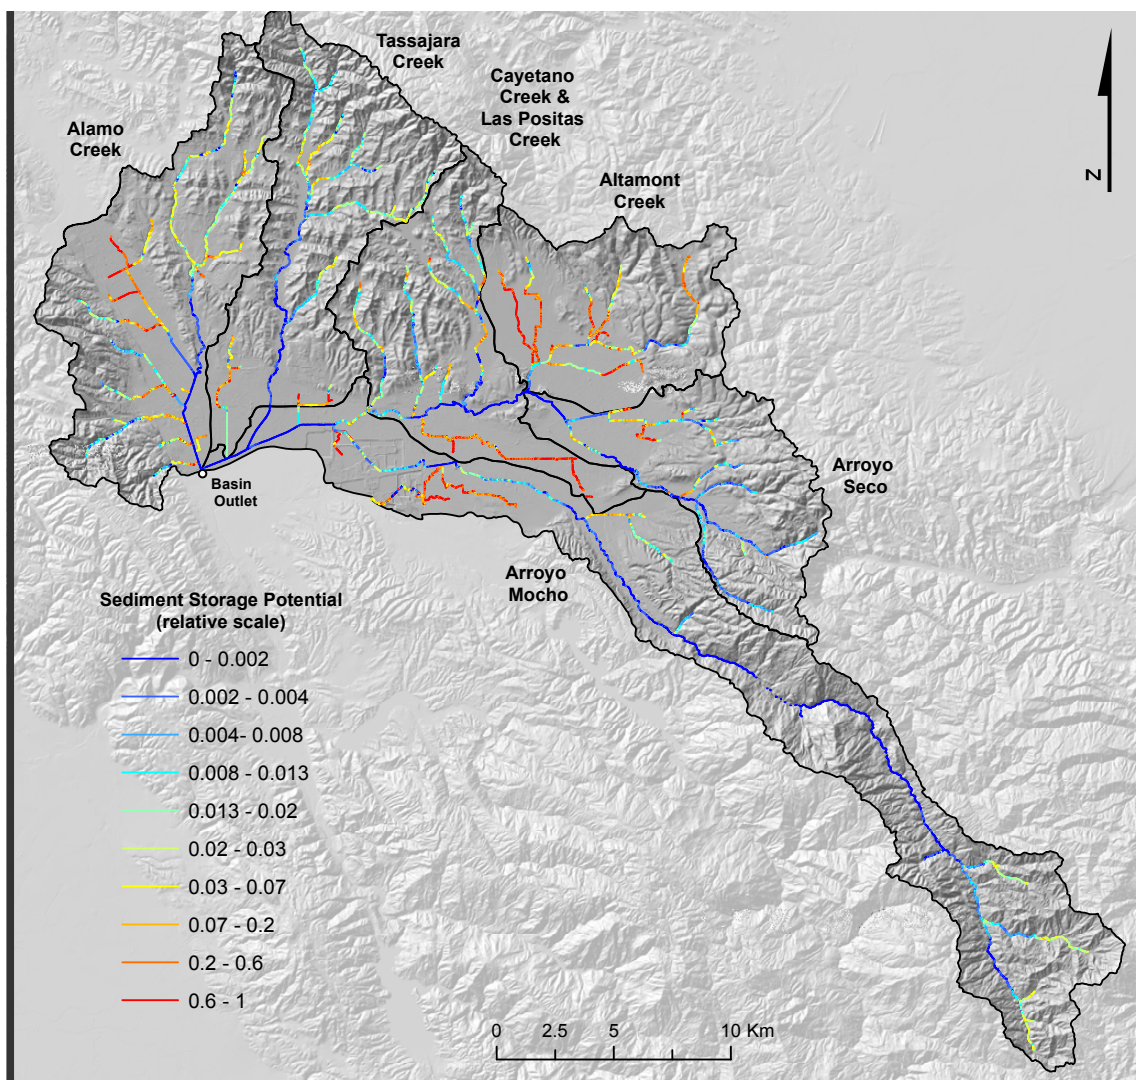 Tassajara
Creek
Cayetano
Creek &
Las Positas
Creek
Alamo
Creek
Altamont
Creek
N
Basin
Outlet
Arroyo
Seco
Arroyo
Mocho
Sediment Storage Potential
(relative scale)
0 - 0.002
0.002 - 0.004
0.004- 0.008
0.008 - 0.013
0.013 - 0.02
0.02 - 0.03
0.03 - 0.07
0.07 - 0.2
0.2 - 0.6
0.6 - 1
0 2.5 5 10 Km